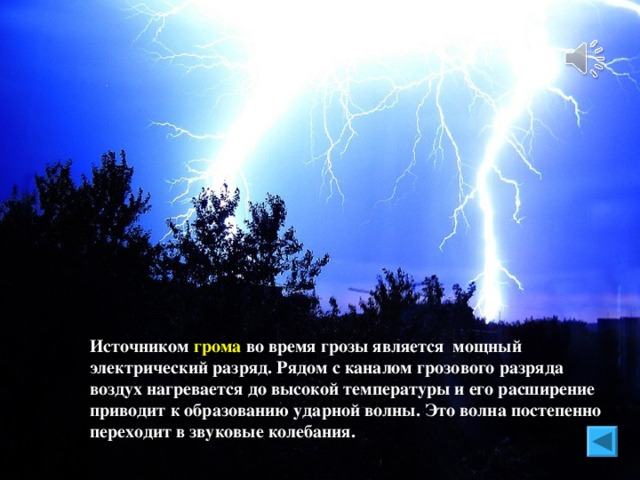 Источником грома во время грозы является  мощный
электрический разряд. Рядом с каналом грозового разряда
воздух нагревается до высокой температуры и его расширение
приводит к образованию ударной волны. Это волна постепенно
переходит в звуковые колебания.